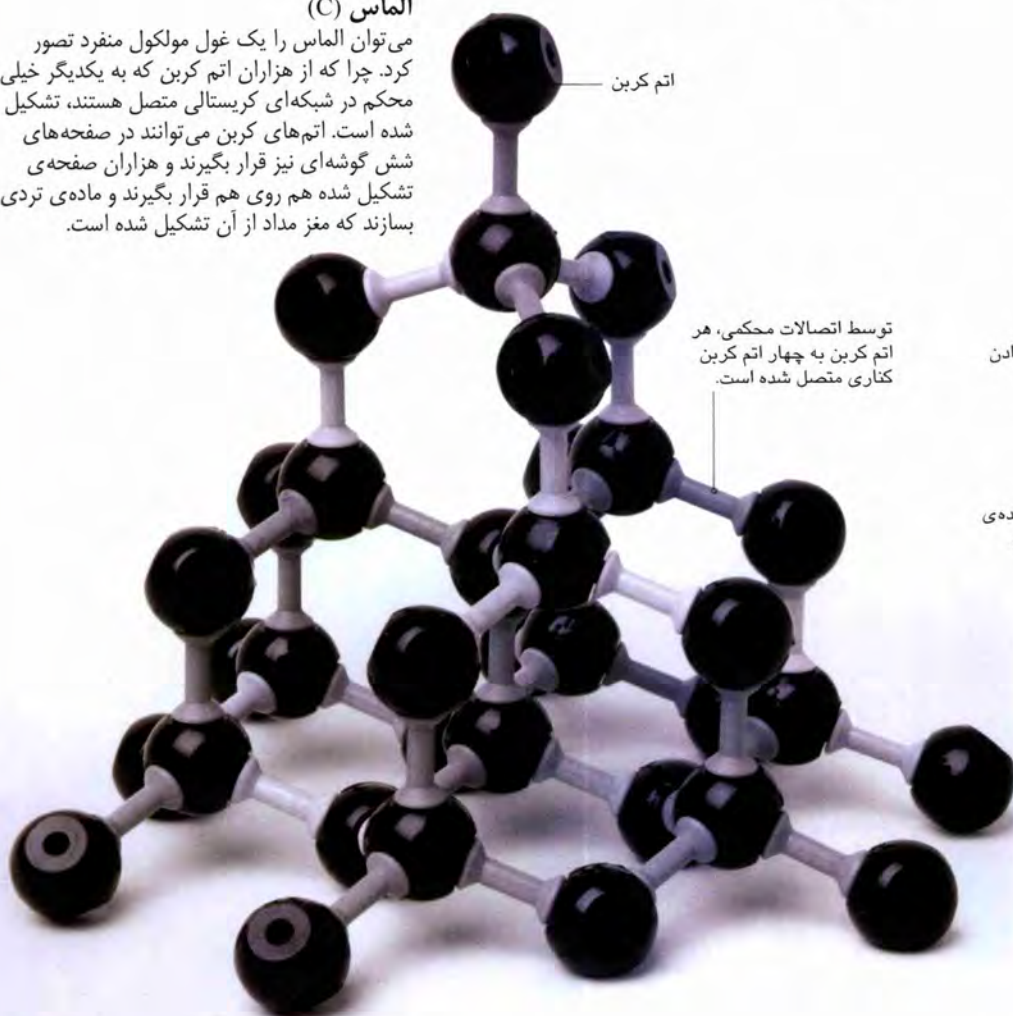 الماس (C)
می‌توان الماس را یک غول مولکول منفرد تصور
کرد. چرا که از هزاران اتم کربن که به یکدیگر خیلی
محکم در شبکه‌ای کریستالی متصل هستند، تشکیل
شده است. اتم‌های کربن می‌توانند در صفحه‌های
شش گوشه‌ای نیز قرار بگیرند و هزاران صفحه‌ی
تشکیل شده هم روی هم قرار بگیرند و ماده‌ی تردی
بسازند که مغز مداد از آن تشکیل شده است.
اتم کربن
توسط اتصالات محکمی، هر
اتم کربن به چهار اتم کربن
کناری متصل شده است.